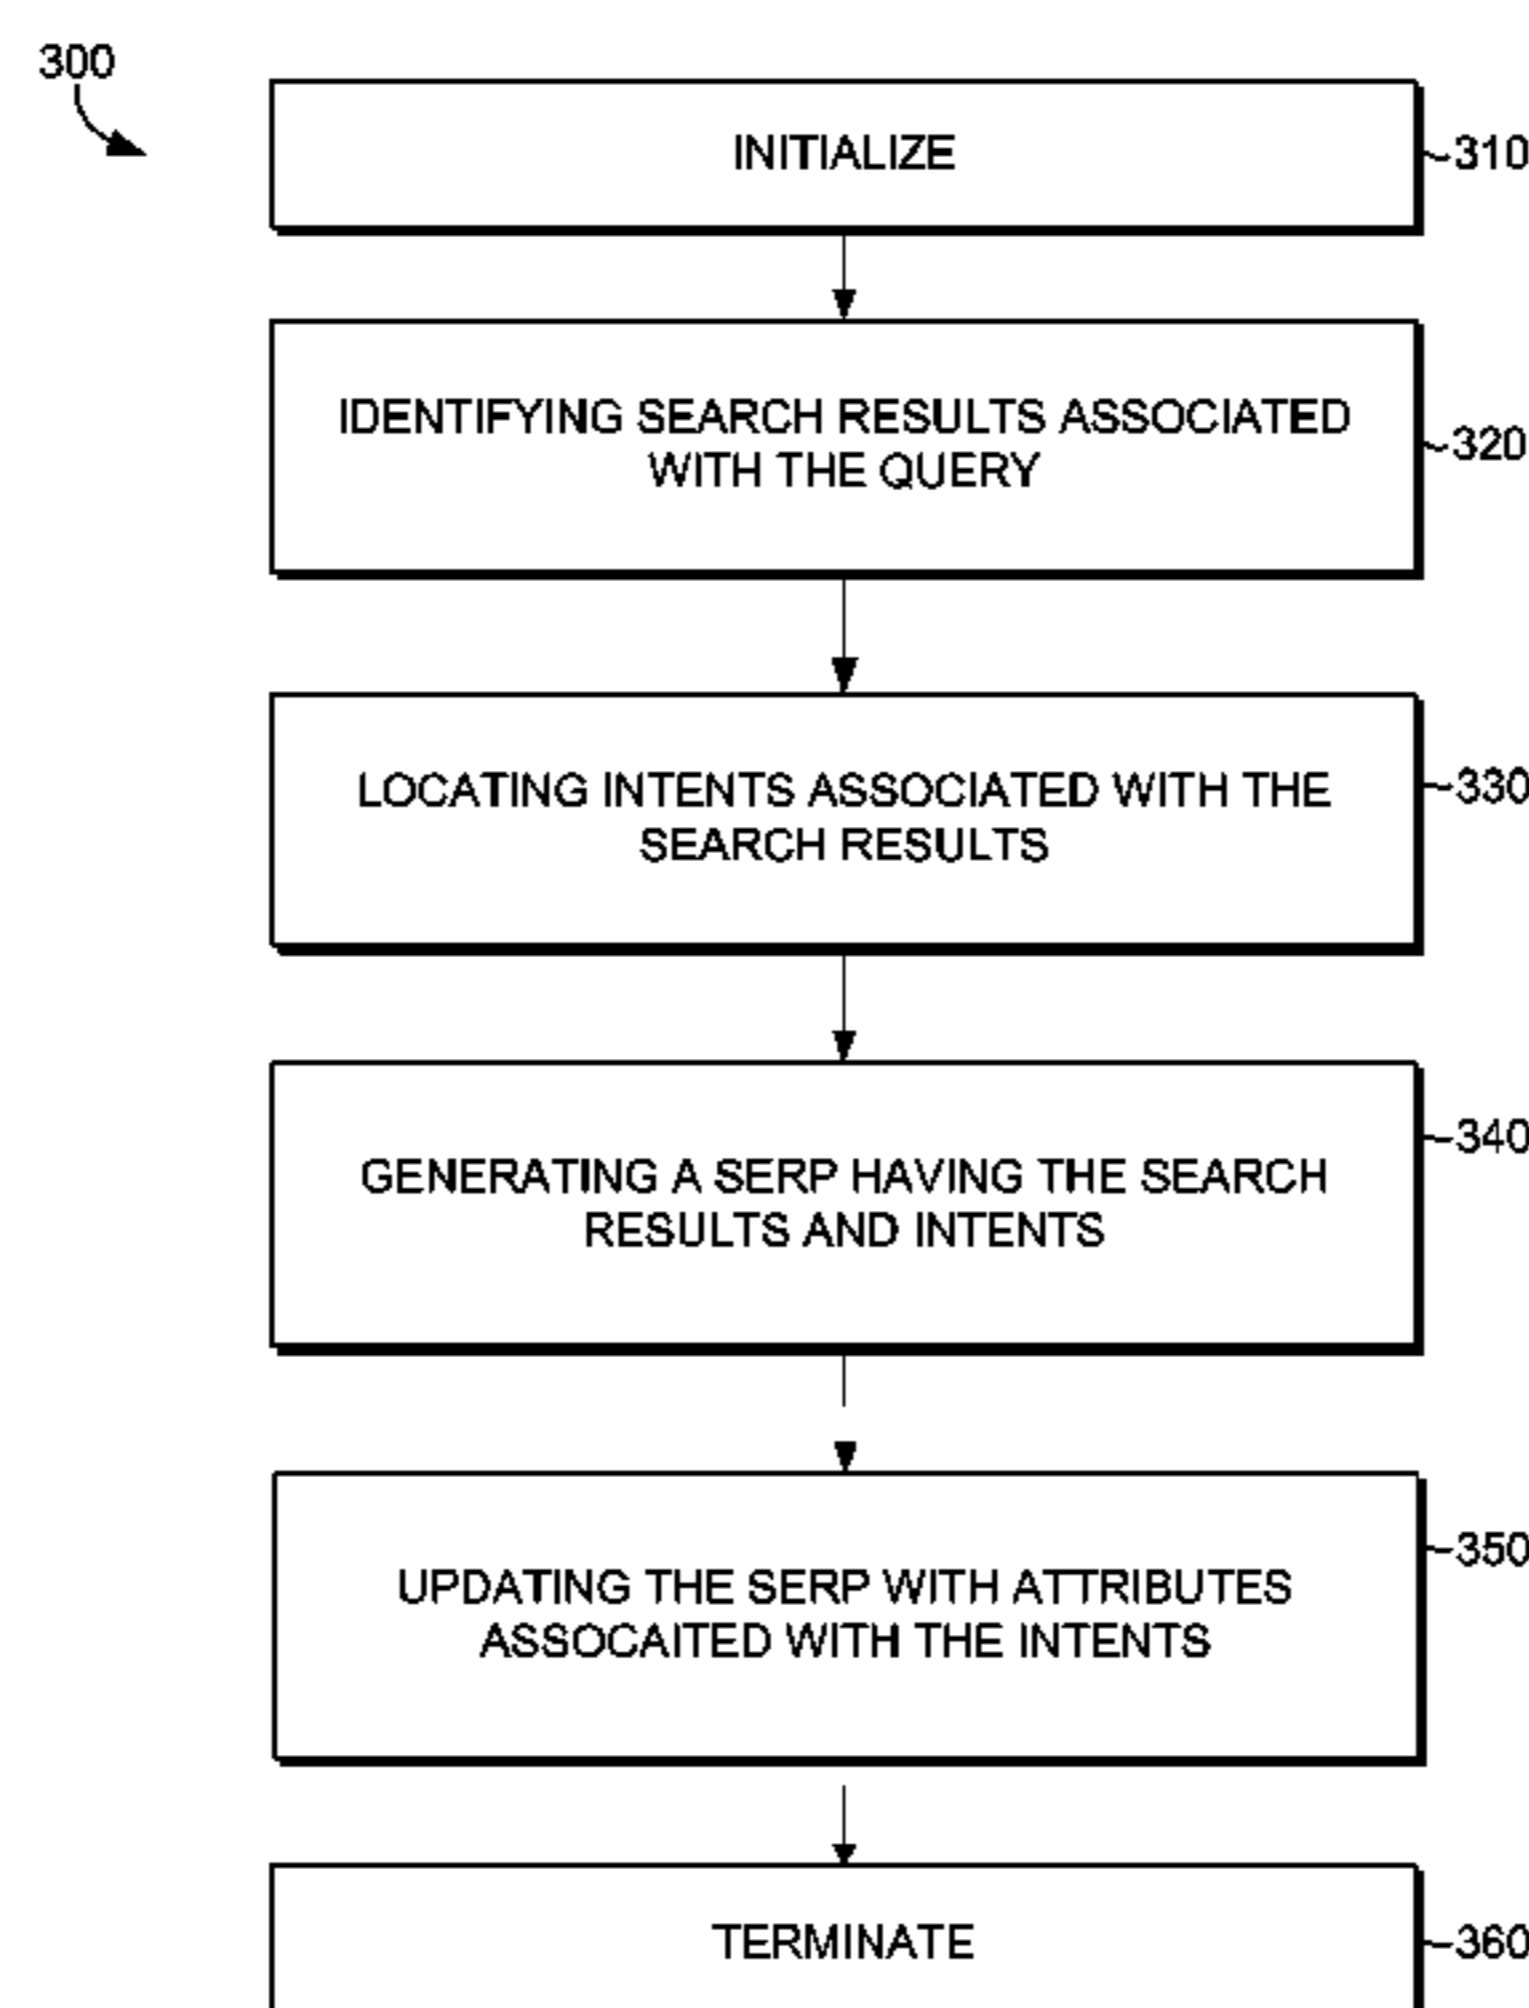 300
INITIALIZE
310
IDENTIFYING SEARCH RESULTS ASSOCIATED
WITH THE QUERY
320
LOCATING INTENTS ASSOCIATED WITH THE
SEARCH RESULTS
330
GENERATING A SERP HAVING THE SEARCH
RESULTS AND INTENTS
340
UPDATING THE SERP WITH ATTRIBUTES
ASSOCAITED WITH THE INTENTS
350
TERMINATE
360